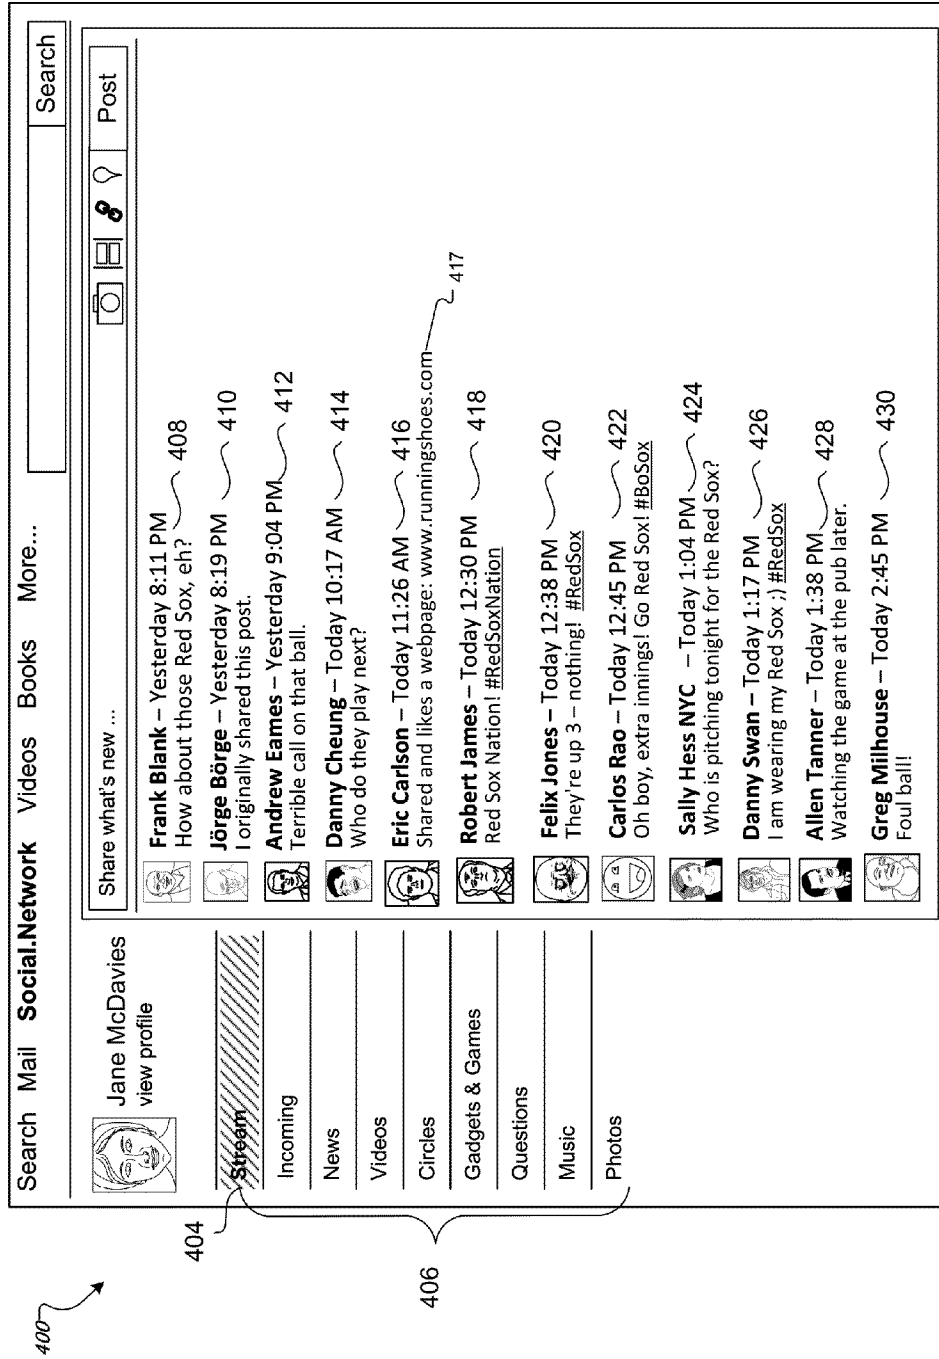 400
Search Mail Social.Network Videos Books More...
Search
Jane McDavies
view profile
404
406
Stream
Incoming
News
Videos
Circles
Gadgets & Games
Questions
Music
Photos
Share what's new ...
Post
Frank Blank – Yesterday 8:11 PM 408
How about those Red Sox, eh?
Jörge Börge – Yesterday 8:19 PM 410
I originally shared this post.
Andrew Eames – Yesterday 9:04 PM 412
Terrible call on that ball.
Danny Cheung – Today 10:17 AM 414
Who do they play next?
Eric Carlson – Today 11:26 AM 416
Shared and likes a webpage: www.runningshoes.com 417
Robert James – Today 12:30 PM 418
Red Sox Nation! #RedSoxNation
Felix Jones – Today 12:38 PM 420
They're up 3 – nothing! #RedSox
Carlos Rao – Today 12:45 PM 422
Oh boy, extra innings! Go Red Sox! #BoSox
Sally Hess NYC – Today 1:04 PM 424
Who is pitching tonight for the Red Sox?
Danny Swan – Today 1:17 PM 426
I am wearing my Red Sox ;) #RedSox
Allen Tanner – Today 1:38 PM 428
Watching the game at the pub later.
Greg Milhouse – Today 2:45 PM 430
Foul ball!